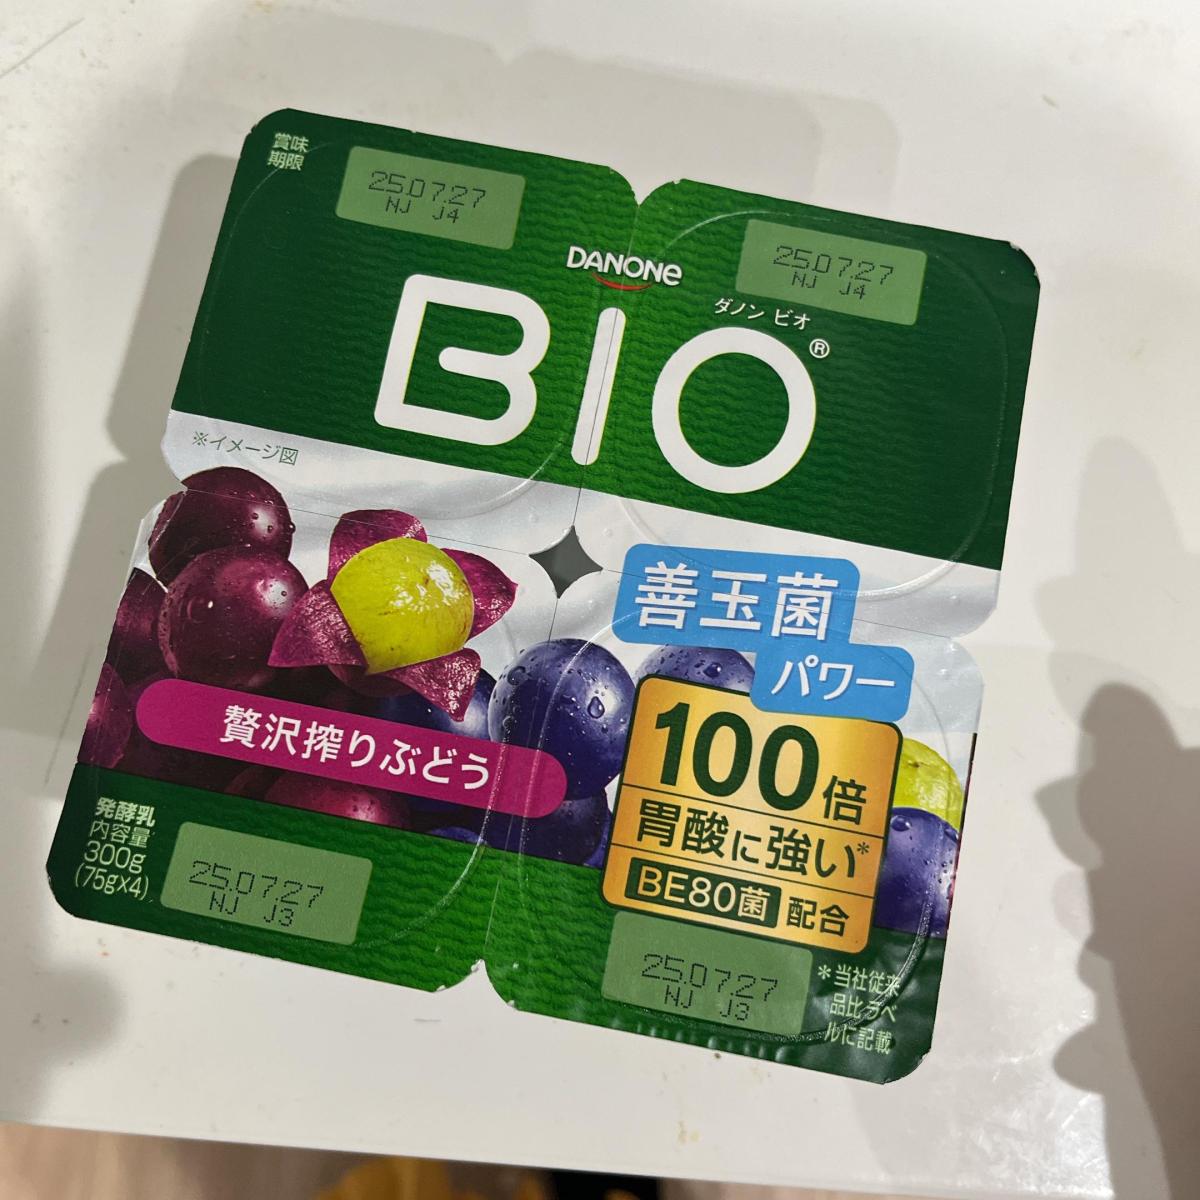 賞味
期限
25.07.27
NJ J4
25.07.27
NJ J4
DANONE
ダノン ビオ
BIO®
※イメージ図
善玉菌
パワー
100倍
胃酸に強い*
BE80菌 配合
贅沢搾りぶどう
発酵乳
内容量
300g
(75g×4)
25.07.27
NJ J3
25.07.27
NJ J3
*当社従来
品比 ラベ
ルに記載